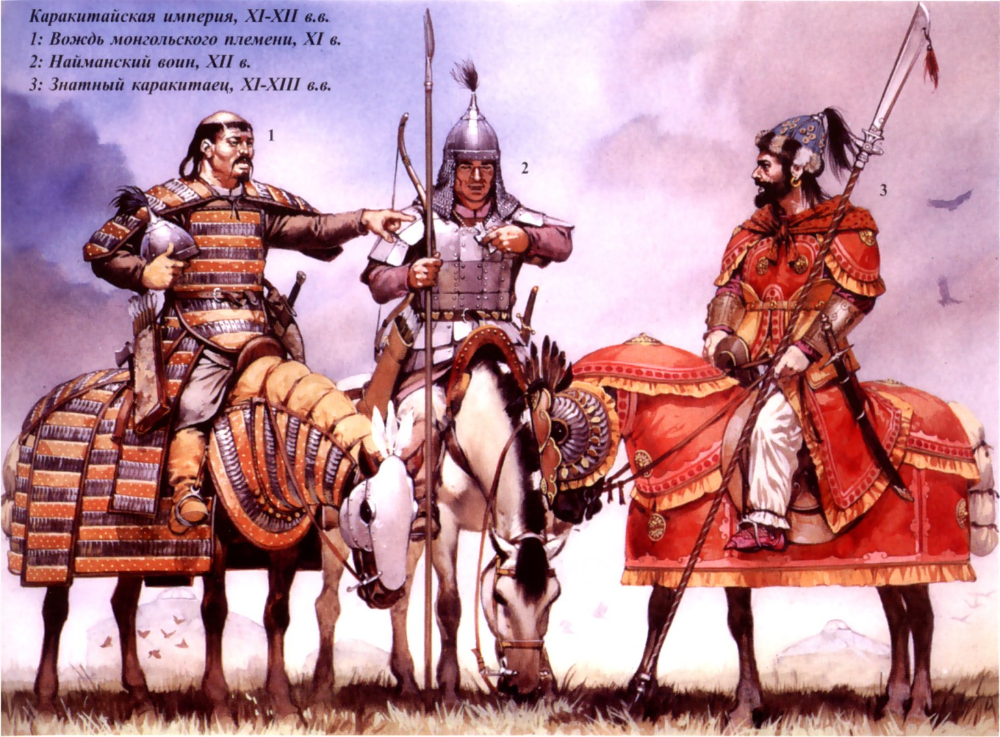 Каракитайская империя, XI-XII в.в.
1: Вождь монгольского племени, XI в.
2: Найманский воин, XII в.
3: Знатный каракитаец, XI-XIII в.в.
1
2
3